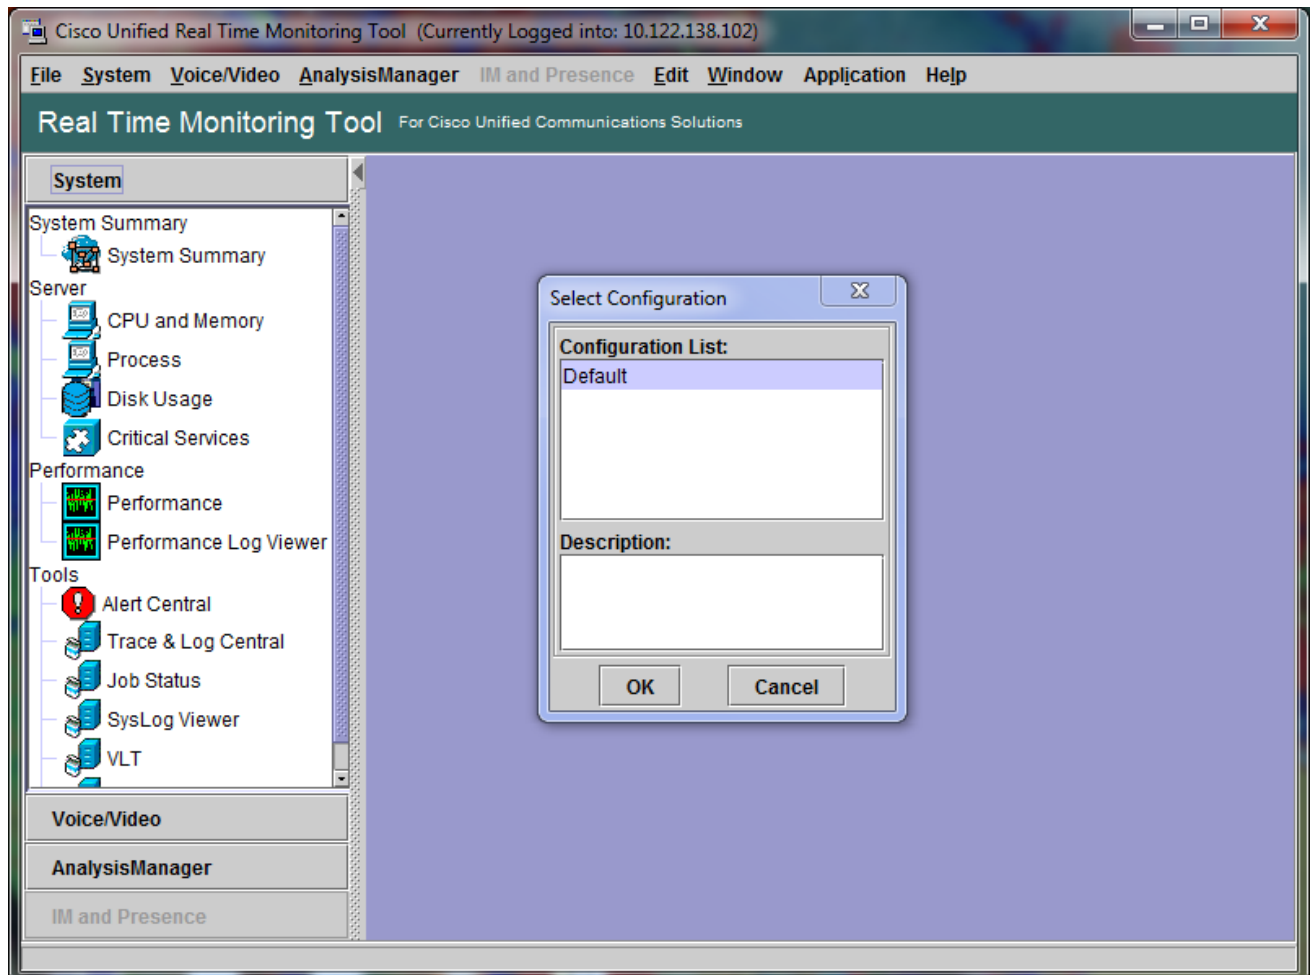 Cisco Unified Real Time Monitoring Tool (Currently Logged into: 10.122.138.102)
File System Voice/Video AnalysisManager IM and Presence Edit Window Application Help
Real Time Monitoring Tool For Cisco Unified Communications Solutions
System
System Summary
System Summary
Server
CPU and Memory
Process
Disk Usage
Critical Services
Performance
Performance
Performance Log Viewer
Tools
Alert Central
Trace & Log Central
Job Status
SysLog Viewer
VLT
Voice/Video
AnalysisManager
IM and Presence
Select Configuration
Configuration List:
Default
Description:
OK Cancel